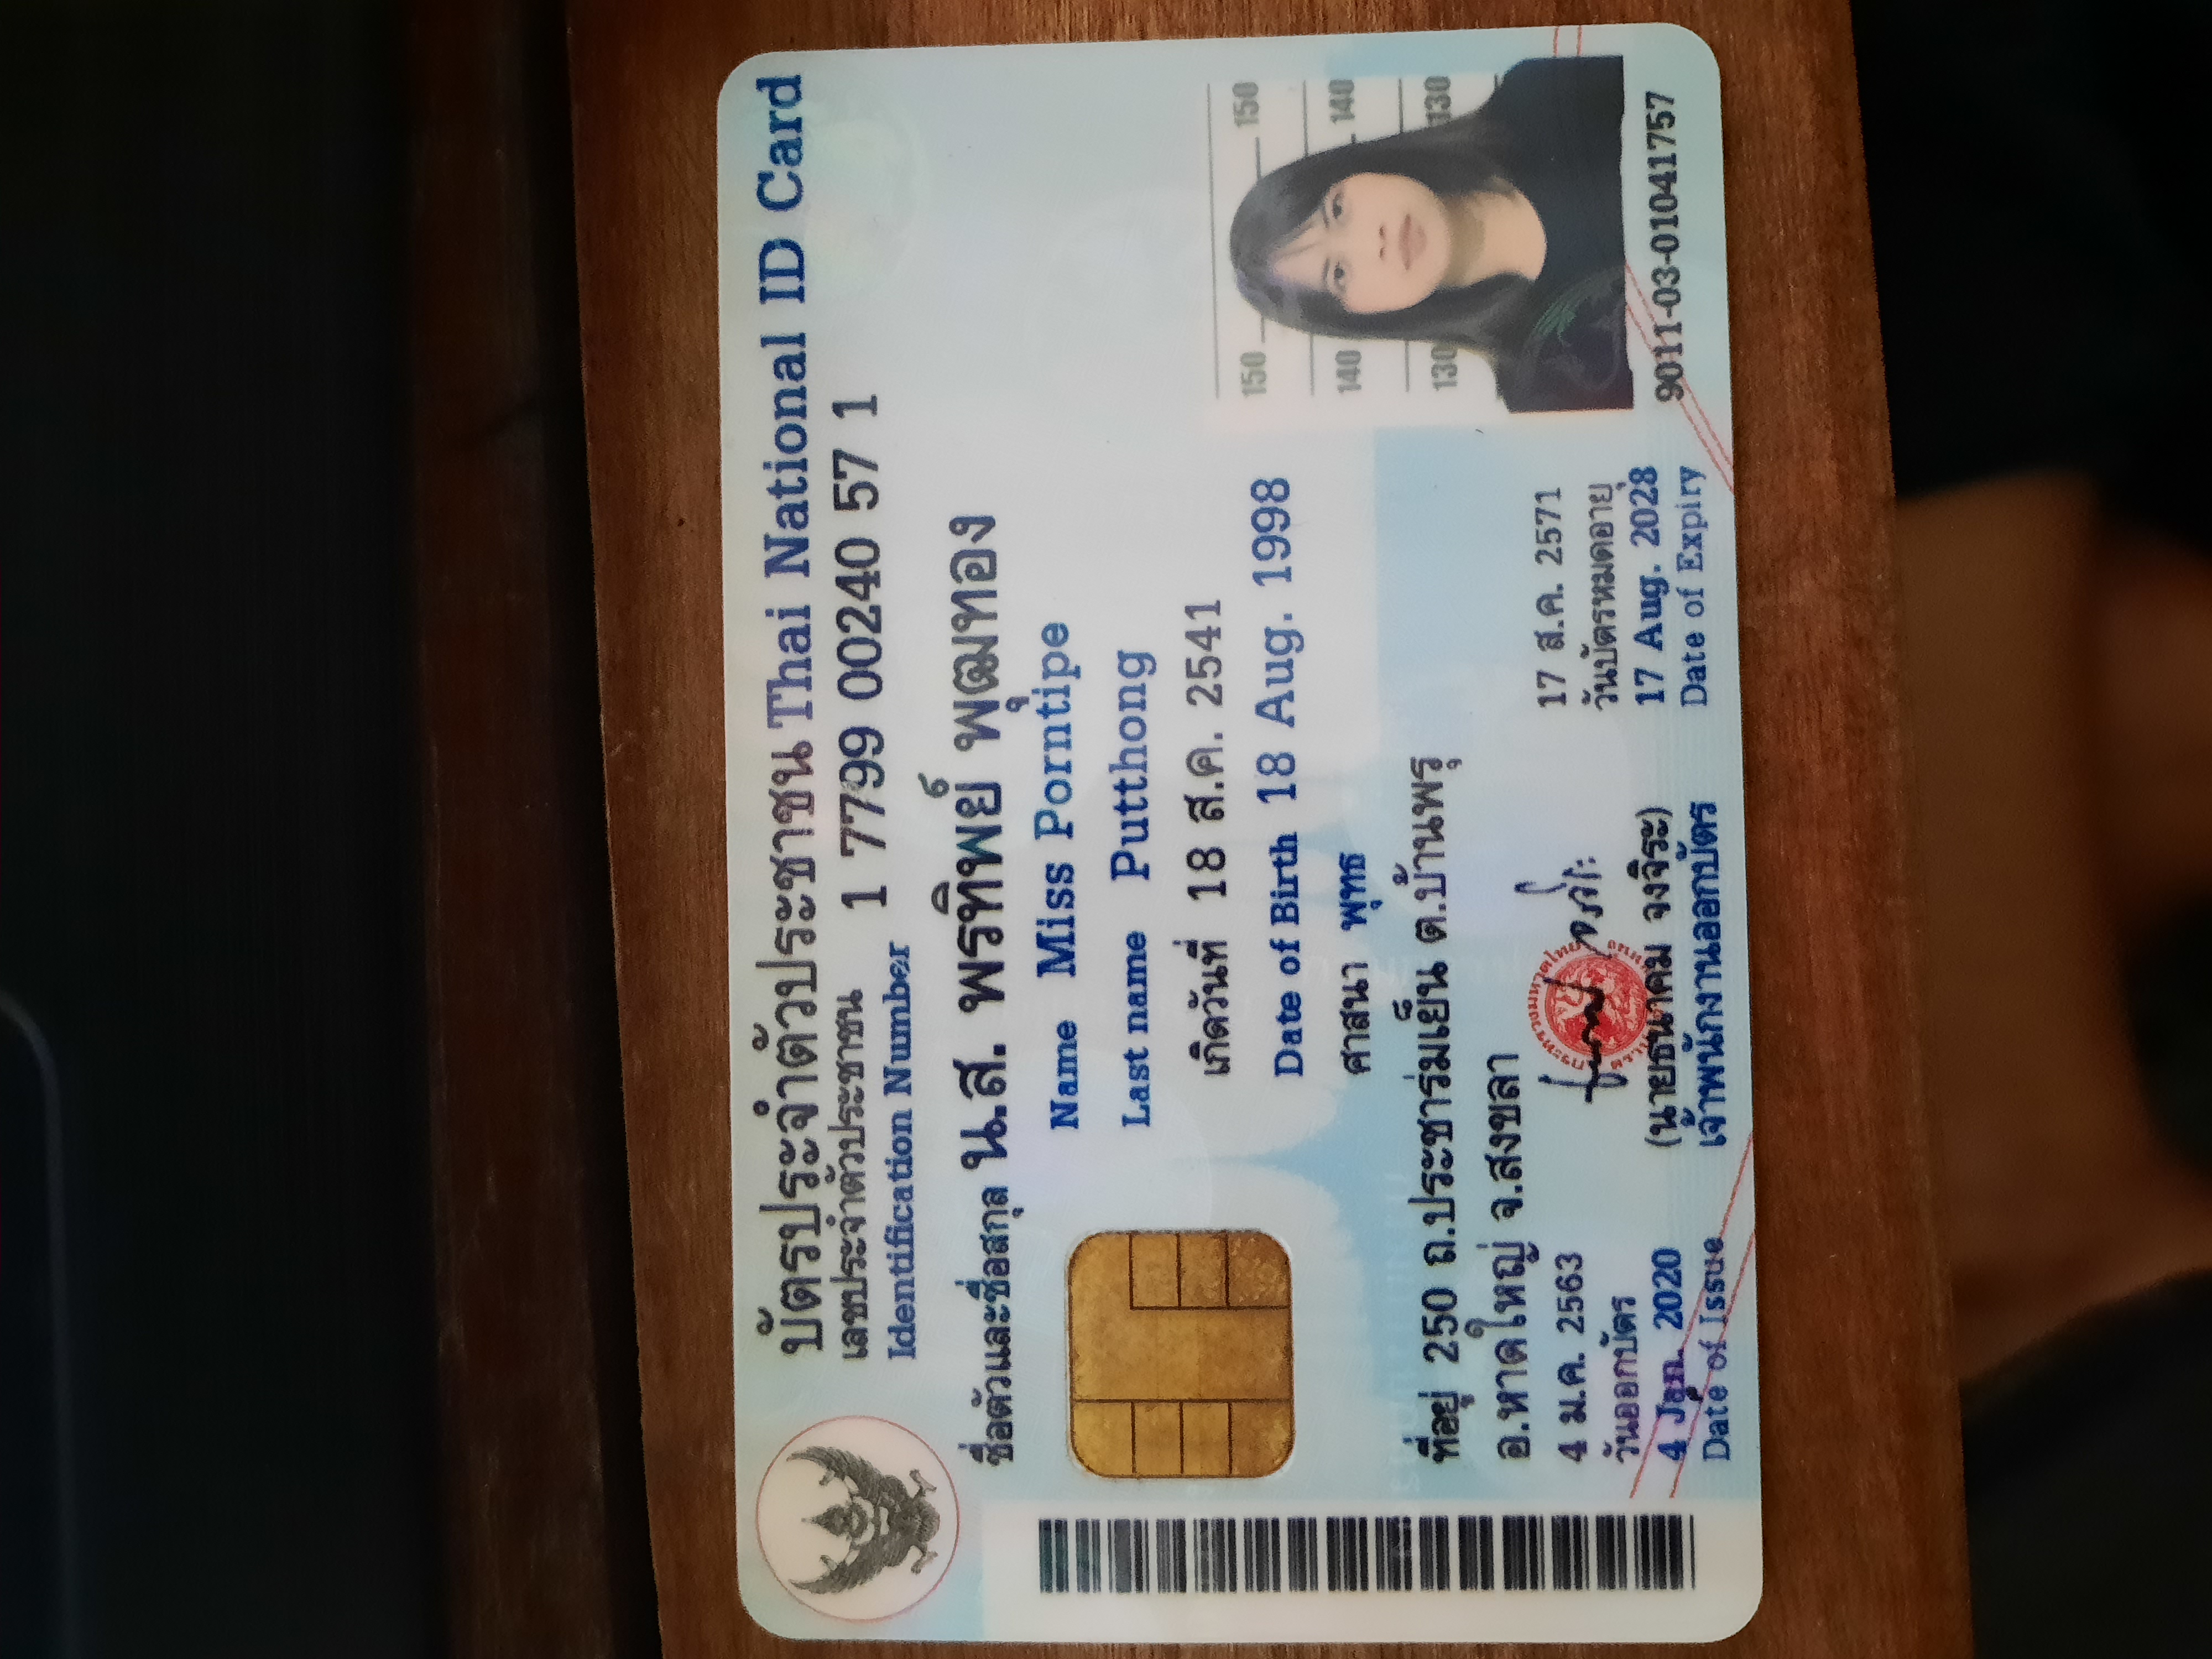 บัตรประจำตัวประชาชน Thai National ID Card
เลขประจำตัวประชาชน
Identification Number 1 7799 00240 57 1
ชื่อตัวและชื่อสกุล น.ส. พรทิพย์ พุฒทอง
Name Miss Porntipe
Last name Putthong
เกิดวันที่ 18 ส.ค. 2541
Date of Birth 18 Aug. 1998
ศาสนา พุทธ
ที่อยู่ 250 ถ.ประชาร่มเย็น ต.บ้านพรุ
อ.หาดใหญ่ จ.สงขลา
4 ม.ค. 2563
วันออกบัตร
4 Jan. 2020
Date of Issue
(นายธนาคม จงจิระ)
เจ้าพนักงานออกบัตร
17 ส.ค. 2571
วันบัตรหมดอายุ
17 Aug. 2028
Date of Expiry
150 150
140 140
130 130
9011-03-01041757